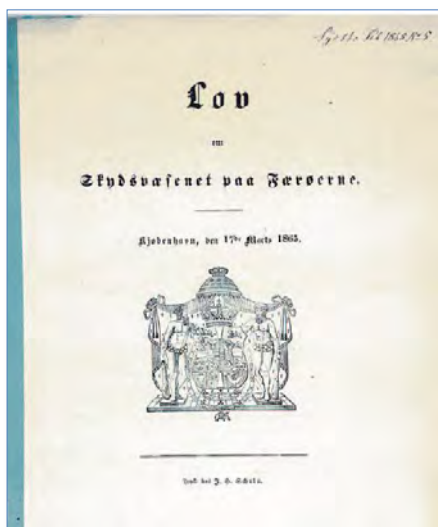 Lov
om
Skydsvæsenet paa Færøerne.
Kjøbenhavn, den 17de Marts 1865.
Trykt hos J. H. Schultz.